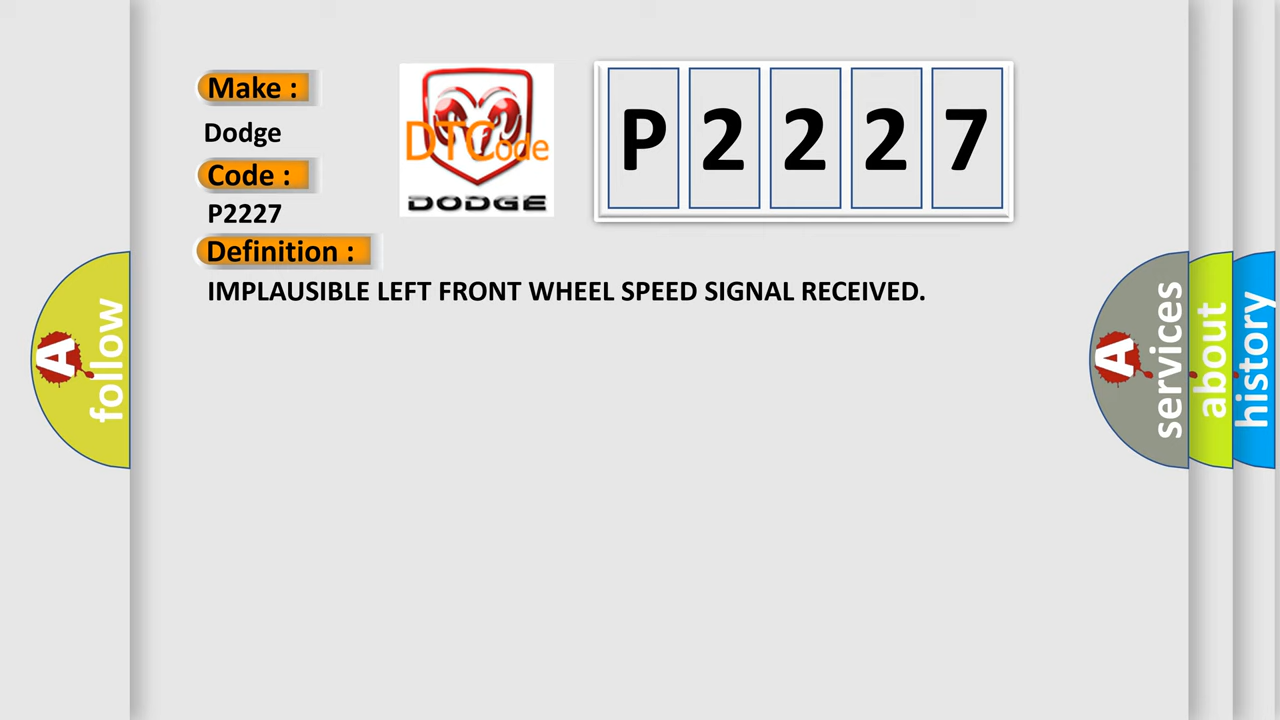 Make :
Dodge
Code :
P2227
Definition :
IMPLAUSIBLE LEFT FRONT WHEEL SPEED SIGNAL RECEIVED.
DTCode
DODGE
P 2 2 2 7
A follow
A services
about
history